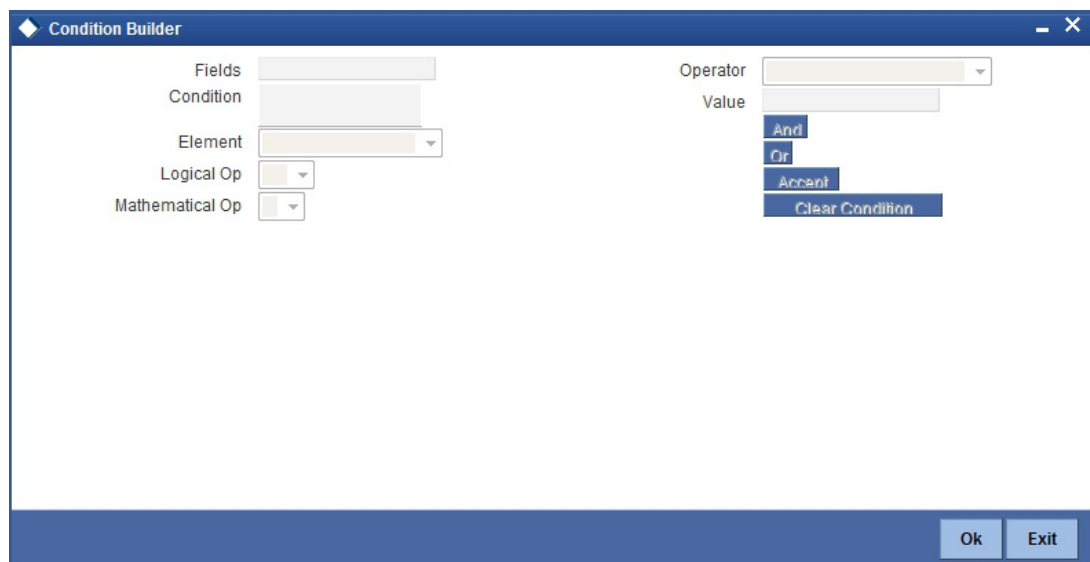 Condition Builder
Fields
Condition
Element
Logical Op
Mathematical Op
Operator
Value
And
Or
Accept
Clear Condition
Ok Exit